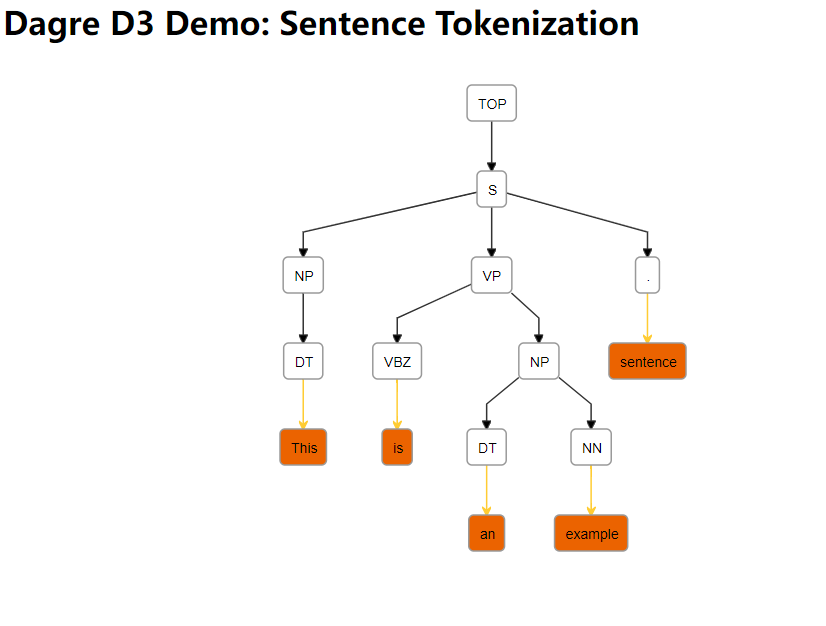 Dagre D3 Demo: Sentence Tokenization
TOP
S
NP VP .
DT VBZ NP sentence
This is DT NN
an example